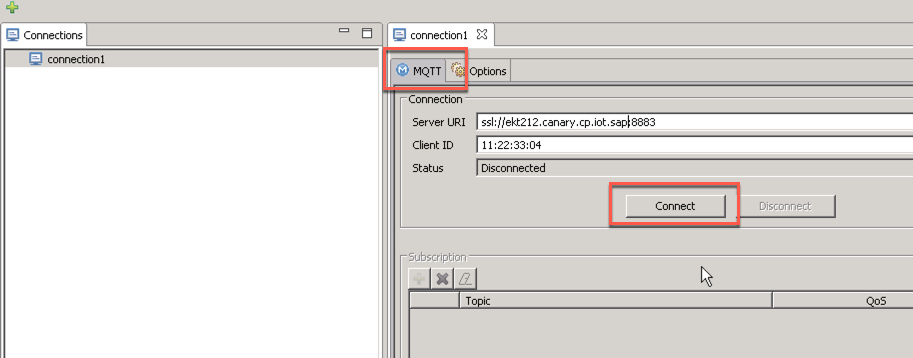 Connections
connection1
connection1
MQTT Options
Connection
Server URI ssl://ekt212.canary.cp.iot.sap:8883
Client ID 11:22:33:04
Status Disconnected
Connect Disconnect
Subscription
Topic QoS